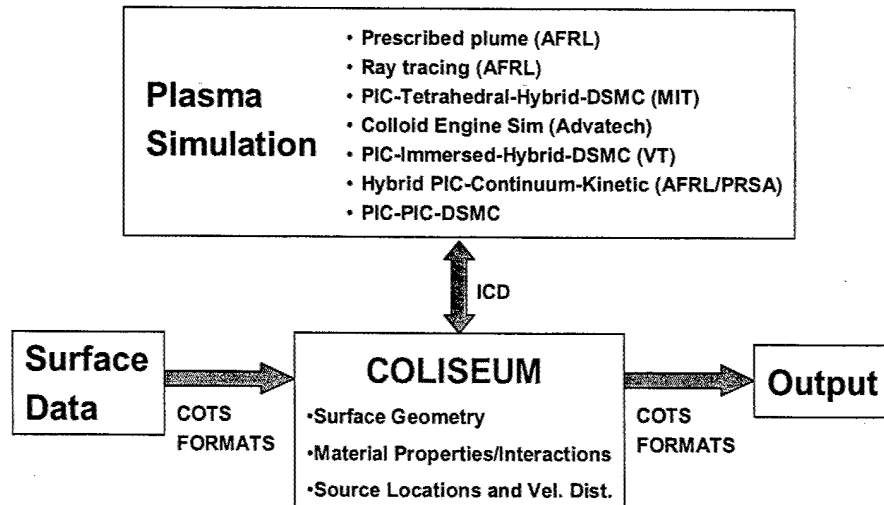 Plasma
Simulation
• Prescribed plume (AFRL)
• Ray tracing (AFRL)
• PIC-Tetrahedral-Hybrid-DSMC (MIT)
• Colloid Engine Sim (Advatech)
• PIC-Immersed-Hybrid-DSMC (VT)
• Hybrid PIC-Continuum-Kinetic (AFRL/PRSA)
• PIC-PIC-DSMC
ICD
Surface
Data
COTS
FORMATS
COLISEUM
•Surface Geometry
•Material Properties/Interactions
•Source Locations and Vel. Dist.
COTS
FORMATS
Output